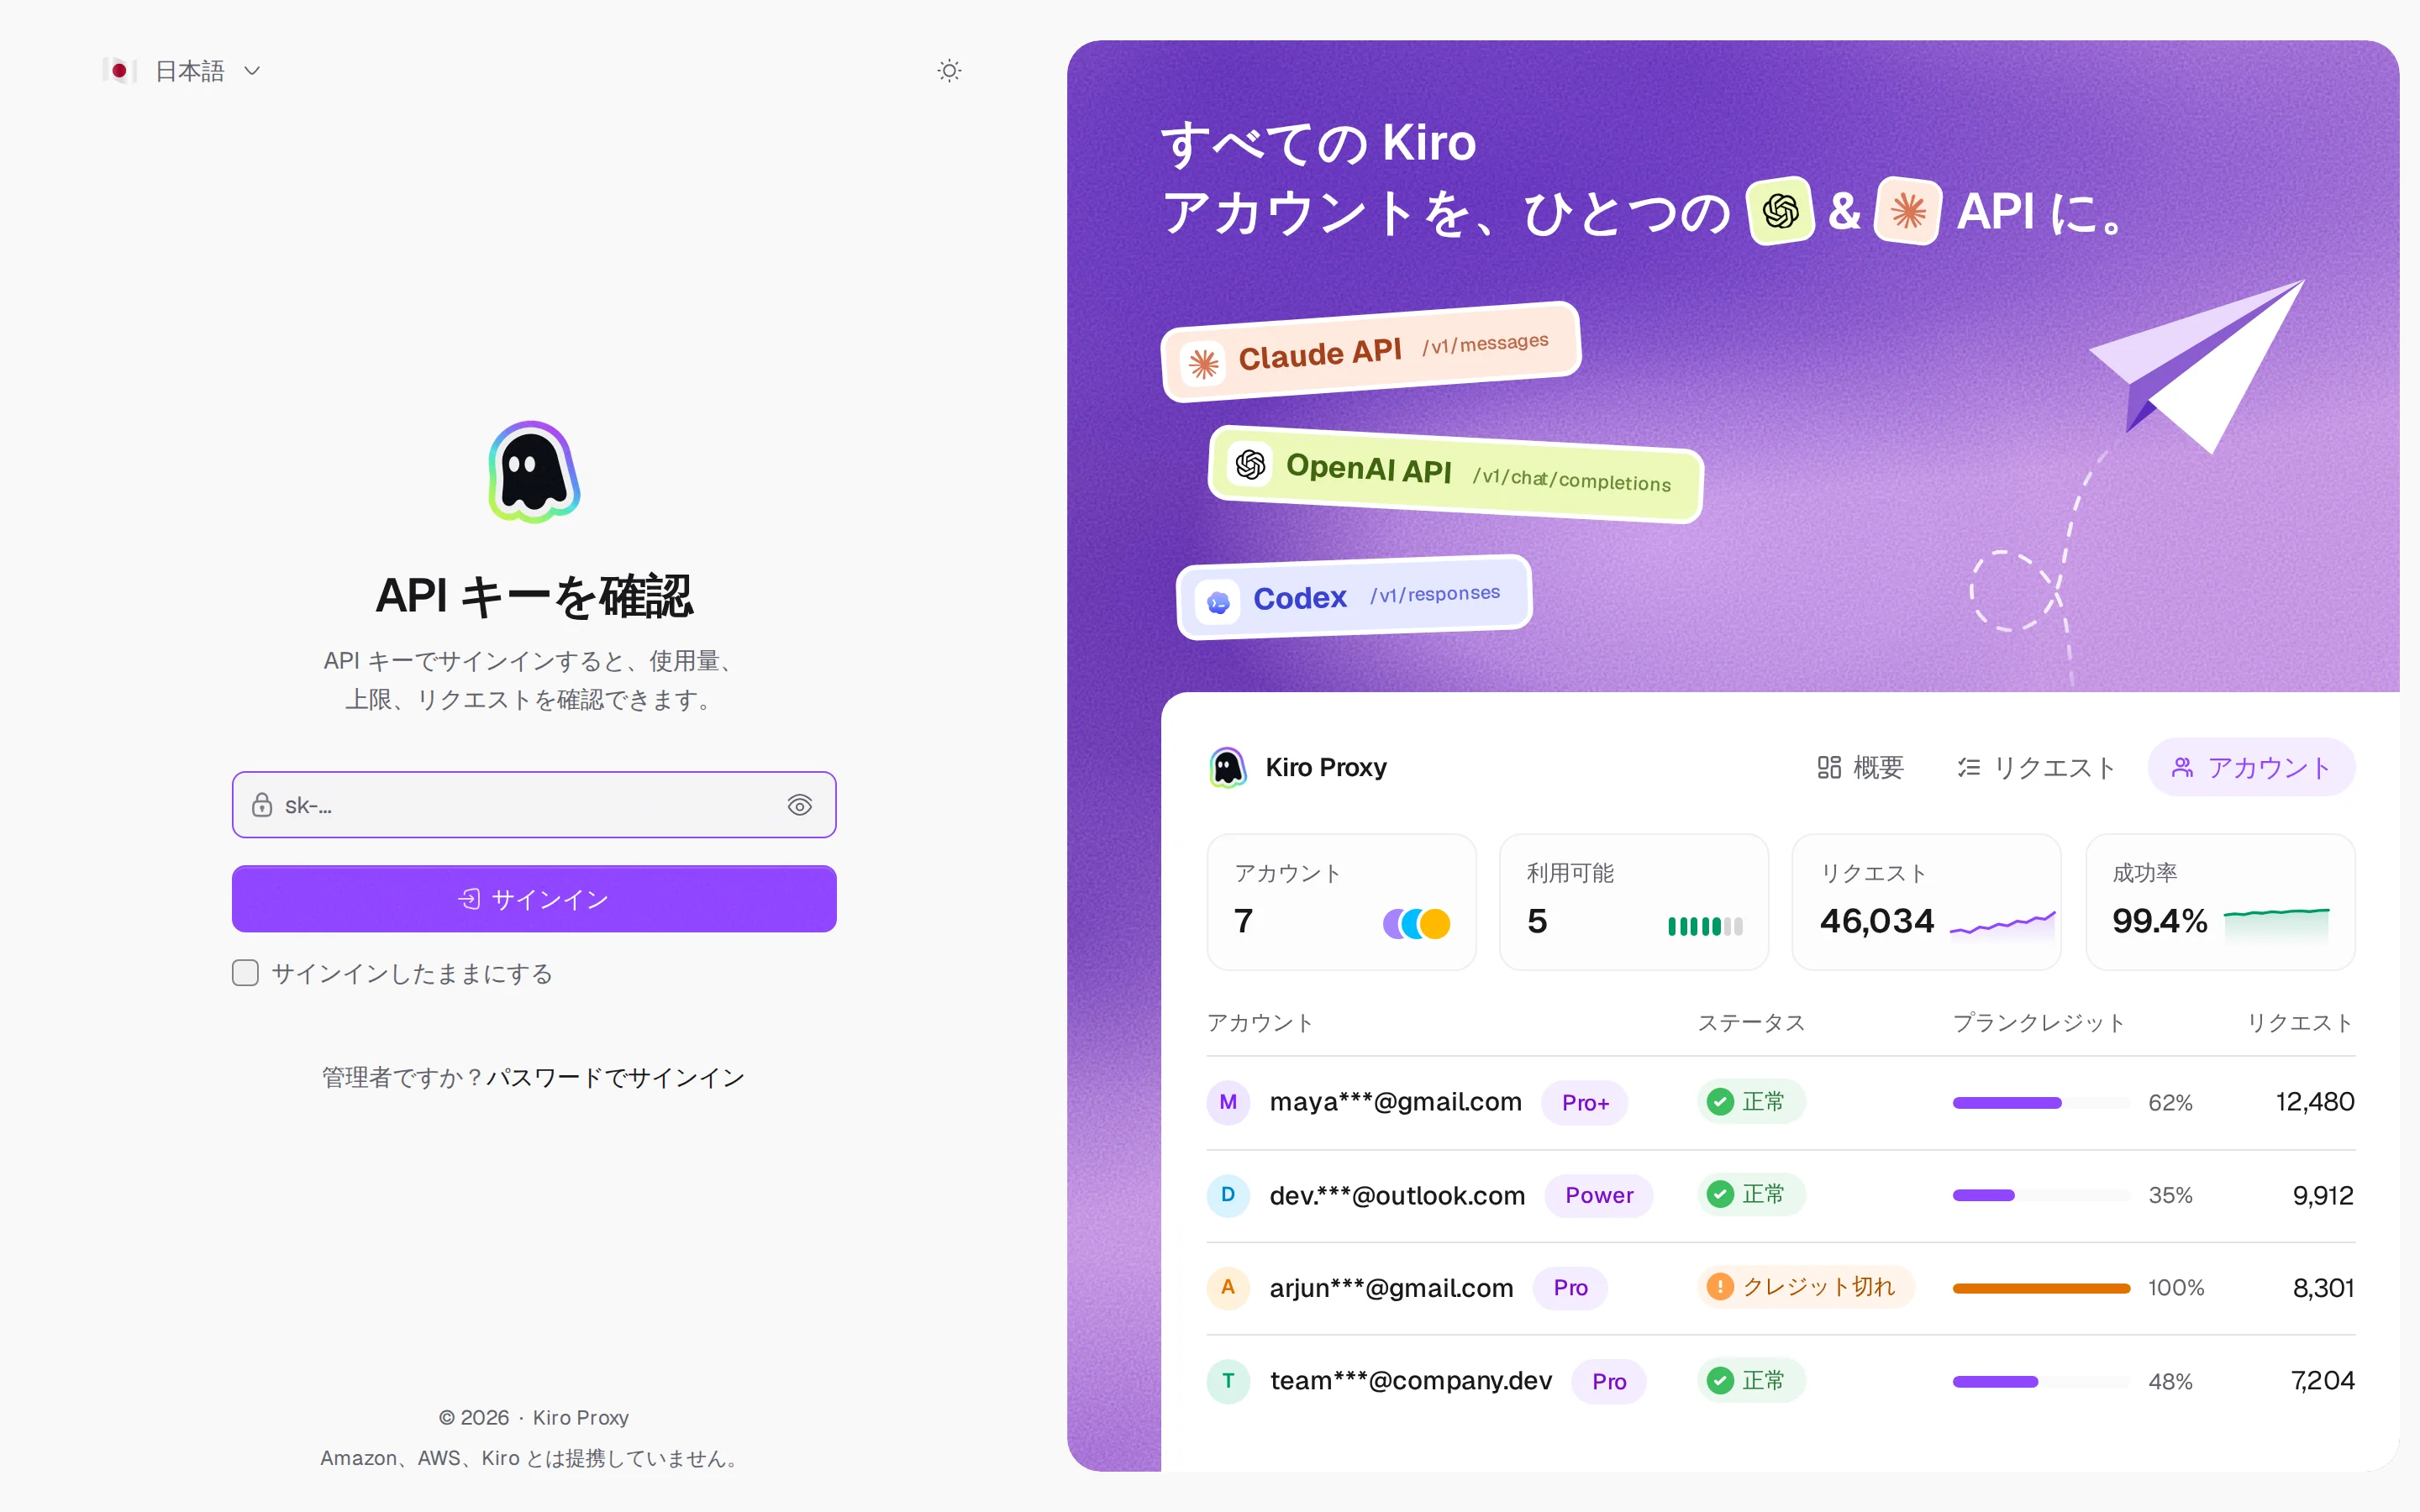 日本語
API キーを確認
API キーでサインインすると、使用量、
上限、リクエストを確認できます。
sk-...
サインイン
サインインしたままにする
管理者ですか？パスワードでサインイン
© 2026 · Kiro Proxy
Amazon、AWS、Kiro とは提携していません。
すべての Kiro
アカウントを、ひとつの & API に。
Claude API /v1/messages
OpenAI API /v1/chat/completions
Codex /v1/responses
Kiro Proxy 概要 リクエスト アカウント
アカウント 利用可能 リクエスト 成功率
7 5 46,034 99.4%
アカウント ステータス プランクレジット リクエスト
M maya***@gmail.com Pro+ 正常 62% 12,480
D dev.***@outlook.com Power 正常 35% 9,912
A arjun***@gmail.com Pro クレジット切れ 100% 8,301
T team***@company.dev Pro 正常 48% 7,204